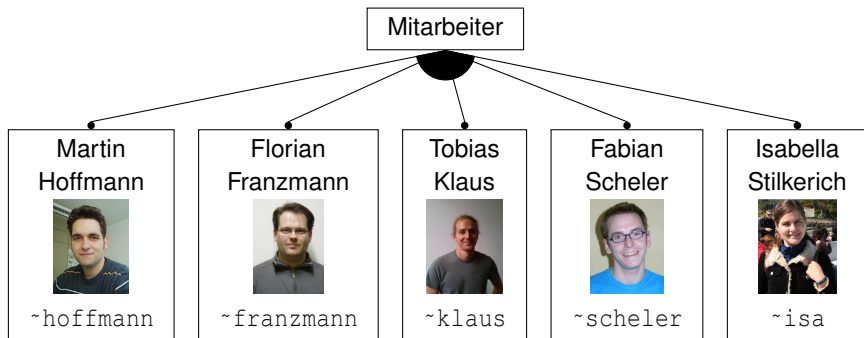 Mitarbeiter
Martin
Hoffmann
~hoffmann
Florian
Franzmann
~franzmann
Tobias
Klaus
~klaus
Fabian
Scheler
~scheler
Isabella
Stilkerich
~isa